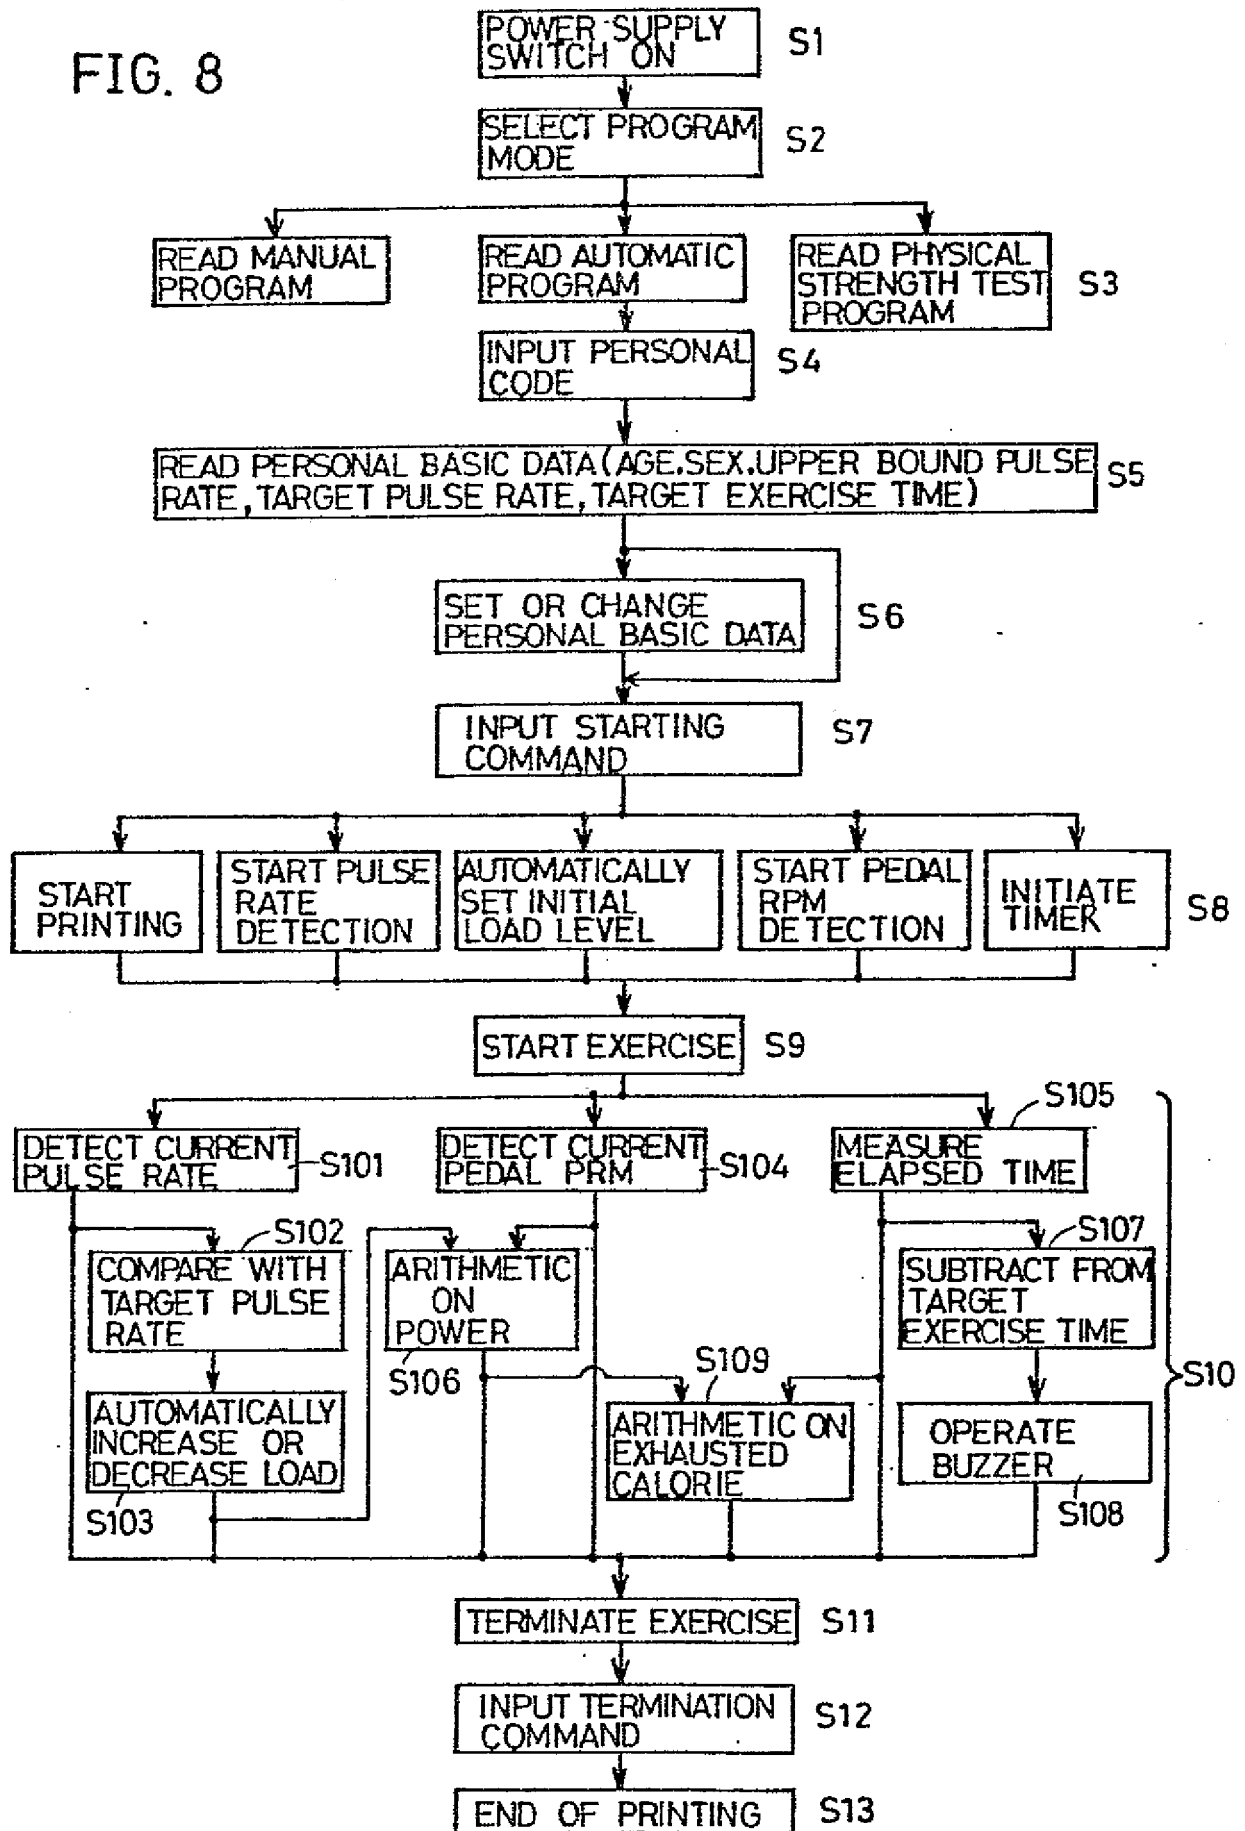 FIG. 8
POWER SUPPLY
SWITCH ON
S1
SELECT PROGRAM
MODE
S2
READ MANUAL
PROGRAM
READ AUTOMATIC
PROGRAM
READ PHYSICAL
STRENGTH TEST
PROGRAM
S3
INPUT PERSONAL
CODE
S4
READ PERSONAL BASIC DATA(AGE.SEX.UPPER BOUND PULSE
RATE,TARGET PULSE RATE,TARGET EXERCISE TIME)
S5
SET OR CHANGE
PERSONAL BASIC DATA
S6
INPUT STARTING
COMMAND
S7
START
PRINTING
START PULSE
RATE
DETECTION
AUTOMATICALLY
SET INITIAL
LOAD LEVEL
START PEDAL
RPM
DETECTION
INITIATE
TIMER
S8
START EXERCISE
S9
DETECT CURRENT
PULSE RATE
S101
DETECT CURRENT
PEDAL PRM
S104
S105
MEASURE
ELAPSED TIME
S102
COMPARE WITH
TARGET PULSE
RATE
ARITHMETIC
ON
POWER
S106
S107
SUBTRACT FROM
TARGET
EXERCISE TIME
S10
AUTOMATICALLY
INCREASE OR
DECREASE LOAD
S103
S109
ARITHMETIC ON
EXHAUSTED
CALORIE
OPERATE
BUZZER
S108
TERMINATE EXERCISE
S11
INPUT TERMINATION
COMMAND
S12
END OF PRINTING
S13